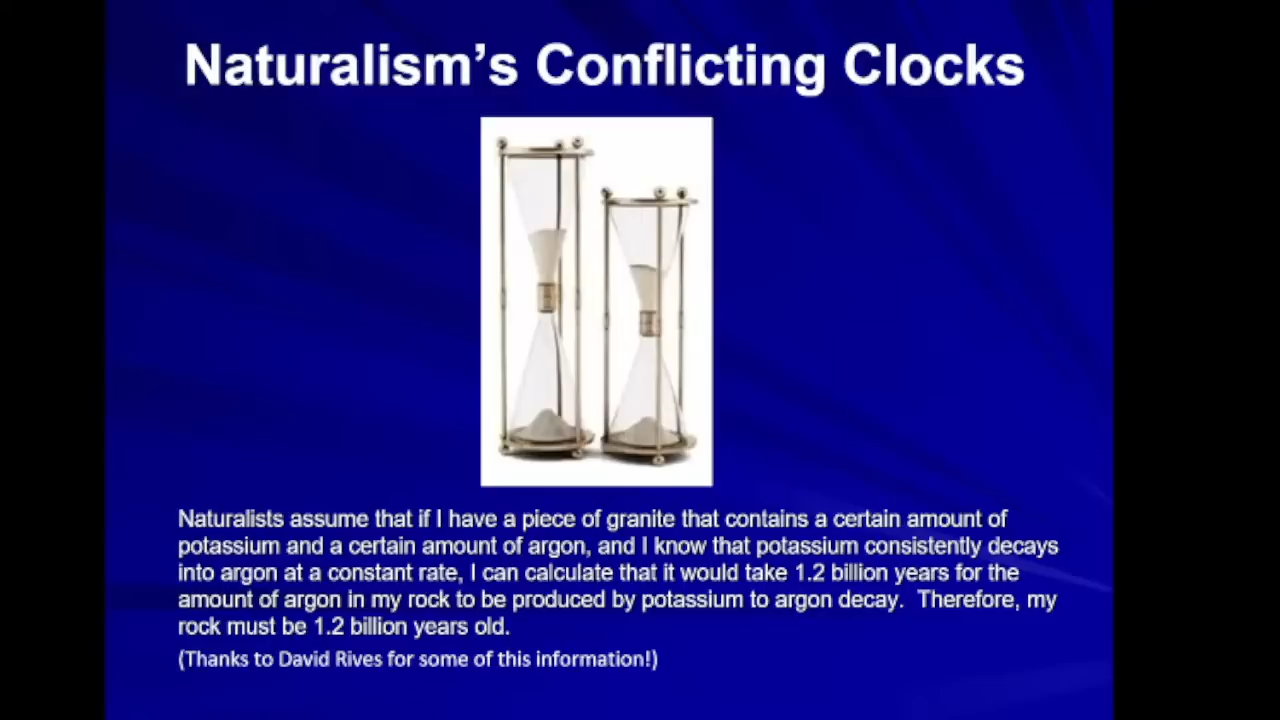 Naturalism’s Conflicting Clocks
Naturalists assume that if I have a piece of granite that contains a certain amount of
potassium and a certain amount of argon, and I know that potassium consistently decays
into argon at a constant rate, I can calculate that it would take 1.2 billion years for the
amount of argon in my rock to be produced by potassium to argon decay.  Therefore, my
rock must be 1.2 billion years old.
(Thanks to David Rives for some of this information!)